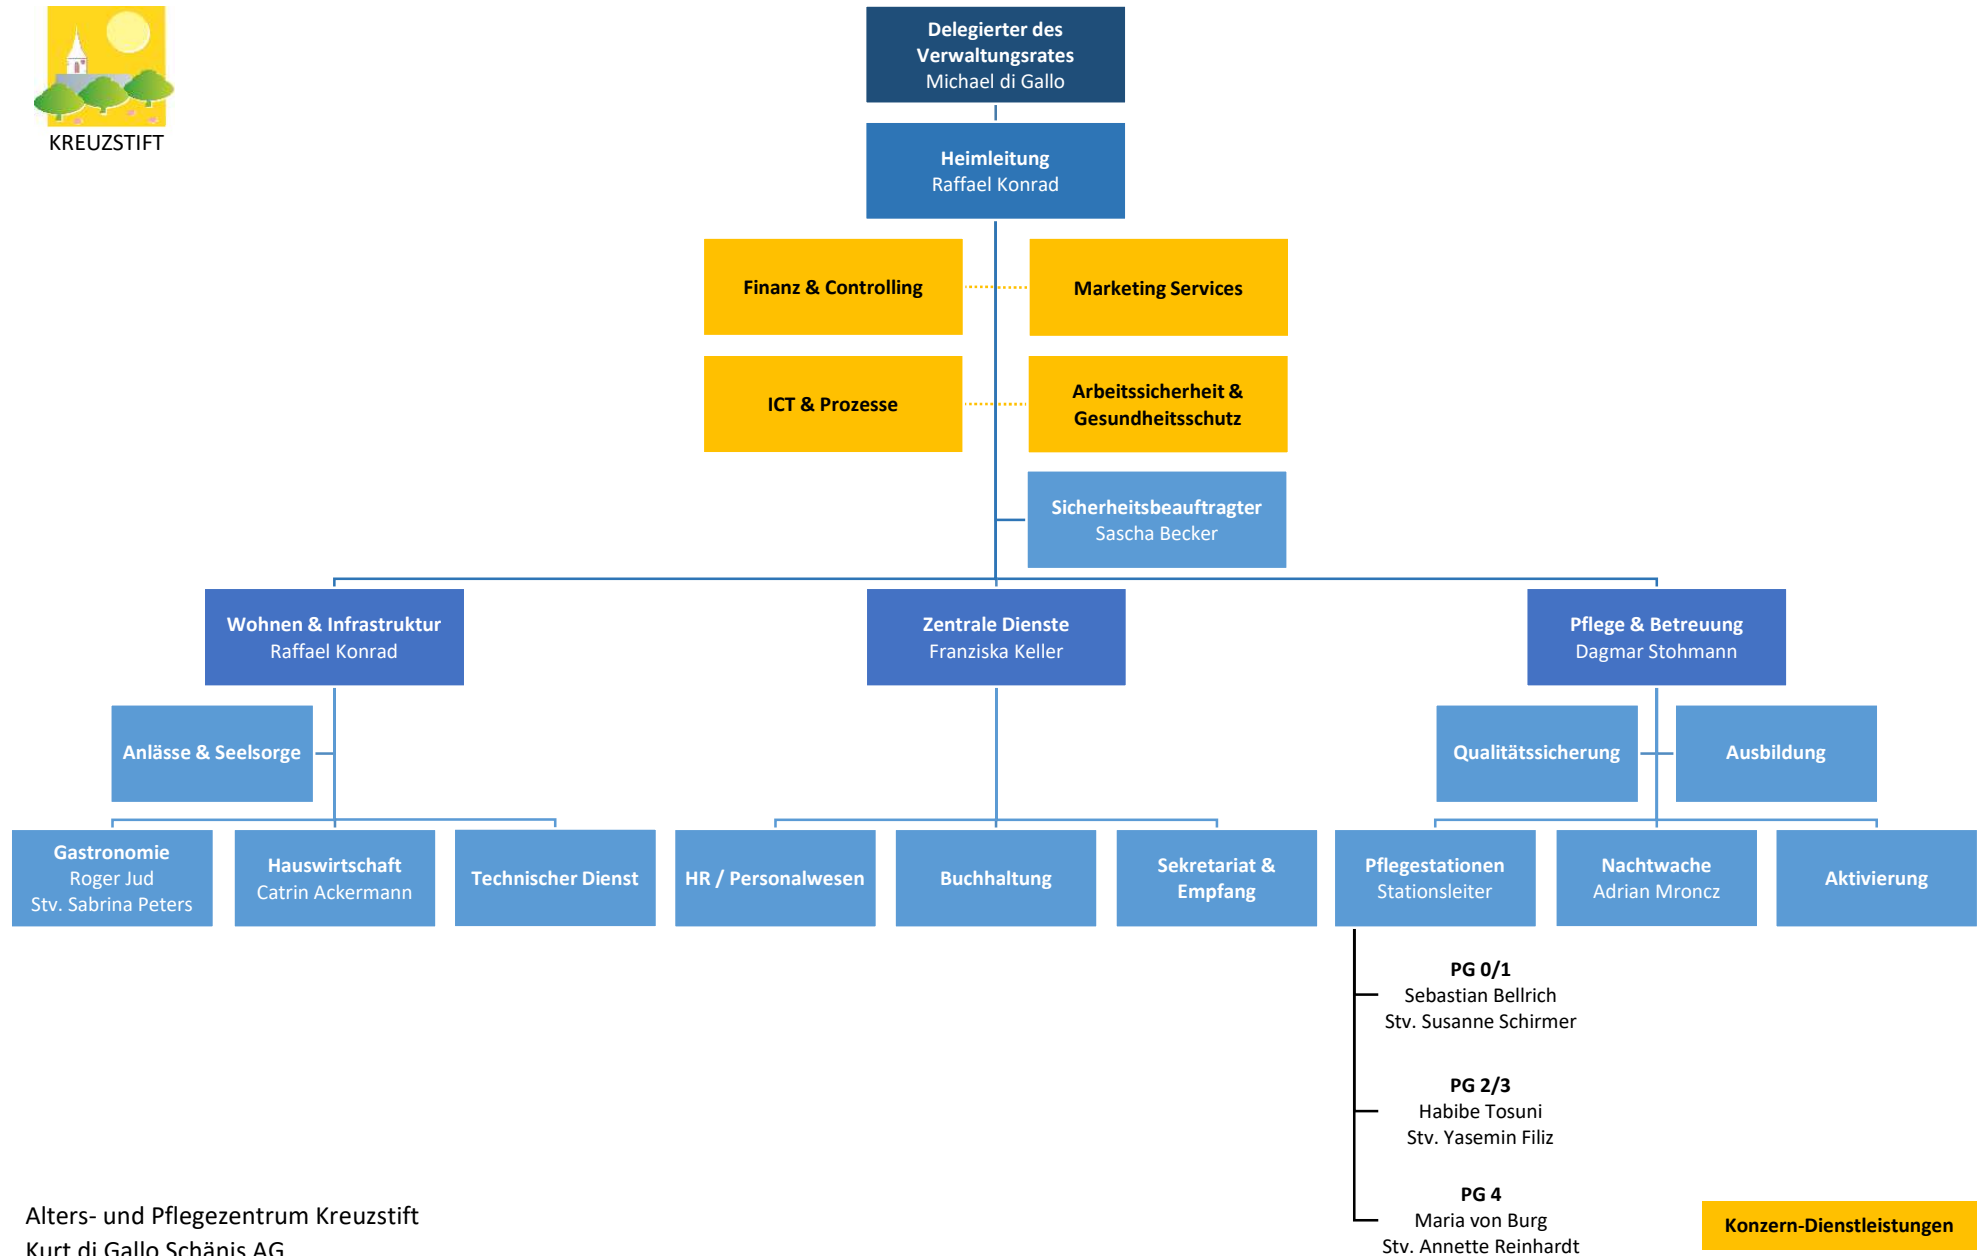 KREUZSTIFT
Delegierter des
Verwaltungsrates
Michael di Gallo
Heimleitung
Raffael Konrad
Finanz & Controlling
Marketing Services
ICT & Prozesse
Arbeitssicherheit &
Gesundheitsschutz
Sicherheitsbeauftragter
Sascha Becker
Wohnen & Infrastruktur
Raffael Konrad
Zentrale Dienste
Franziska Keller
Pflege & Betreuung
Dagmar Stohmann
Anlässe & Seelsorge
Qualitätssicherung
Ausbildung
Gastronomie
Roger Jud
Stv. Sabrina Peters
Hauswirtschaft
Catrin Ackermann
Technischer Dienst
HR / Personalwesen
Buchhaltung
Sekretariat &
Empfang
Pflegestationen
Stationsleiter
Nachtwache
Adrian Mroncz
Aktivierung
PG 0/1
Sebastian Bellrich
Stv. Susanne Schirmer
PG 2/3
Habibe Tosuni
Stv. Yasemin Filiz
PG 4
Maria von Burg
Stv. Annette Reinhardt
Alters- und Pflegezentrum Kreuzstift
Kurt di Gallo Schänis AG
Konzern-Dienstleistungen